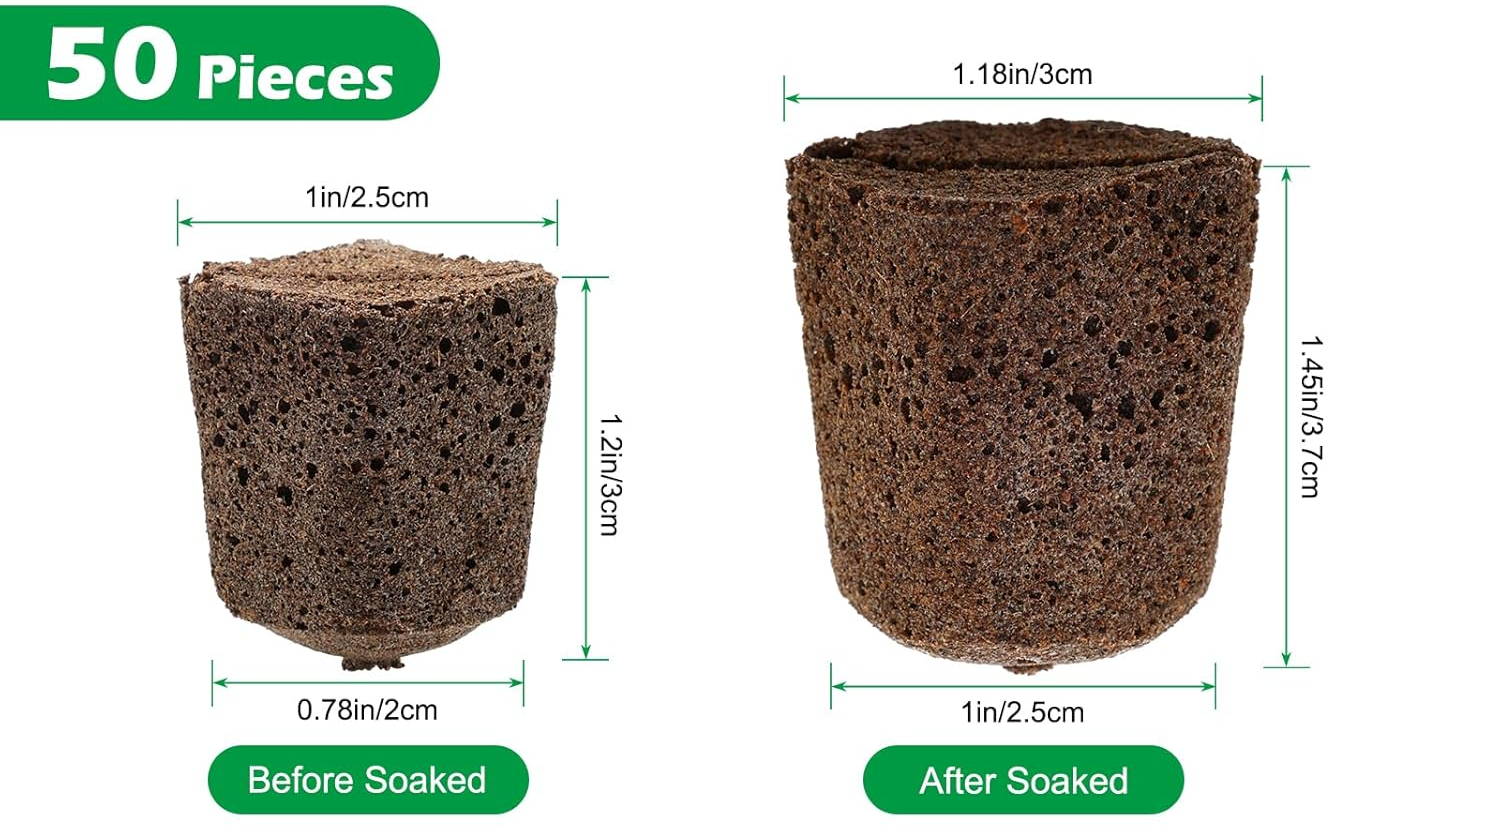 50 Pieces
1in/2.5cm
1.2in/3cm
0.78in/2cm
Before Soaked
1.18in/3cm
1.45in/3.7cm
1in/2.5cm
After Soaked